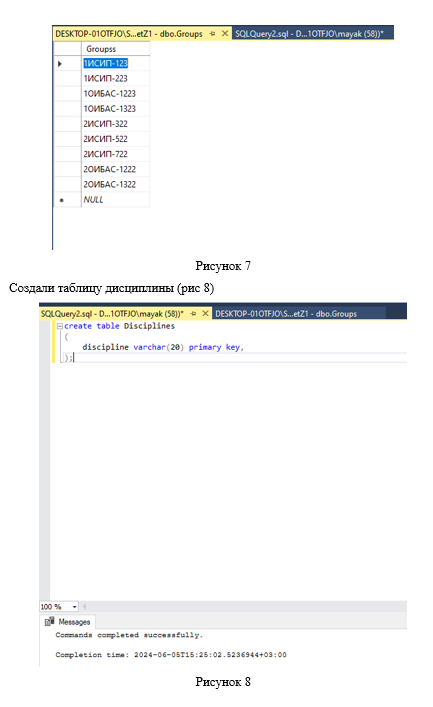 DESKTOP-01OTFJO\S...etZ1 - dbo.Groups SQLQuery2.sql - D...1OTFJO\mayak (58))*
Groupss
1ИСИП-123
1ИСИП-223
1ОИБАС-1223
1ОИБАС-1323
2ИСИП-322
2ИСИП-522
2ИСИП-722
2ОИБАС-1222
2ОИБАС-1322
NULL
Рисунок 7
Создали таблицу дисциплины (рис 8)
SQLQuery2.sql - D...1OTFJO\mayak (58))* DESKTOP-01OTFJO\S...etZ1 - dbo.Groups
create table Disciplines
(
discipline varchar(20) primary key,
);
100 %
Messages
Commands completed successfully.
Completion time: 2024-06-05T15:25:02.5236944+03:00
Рисунок 8